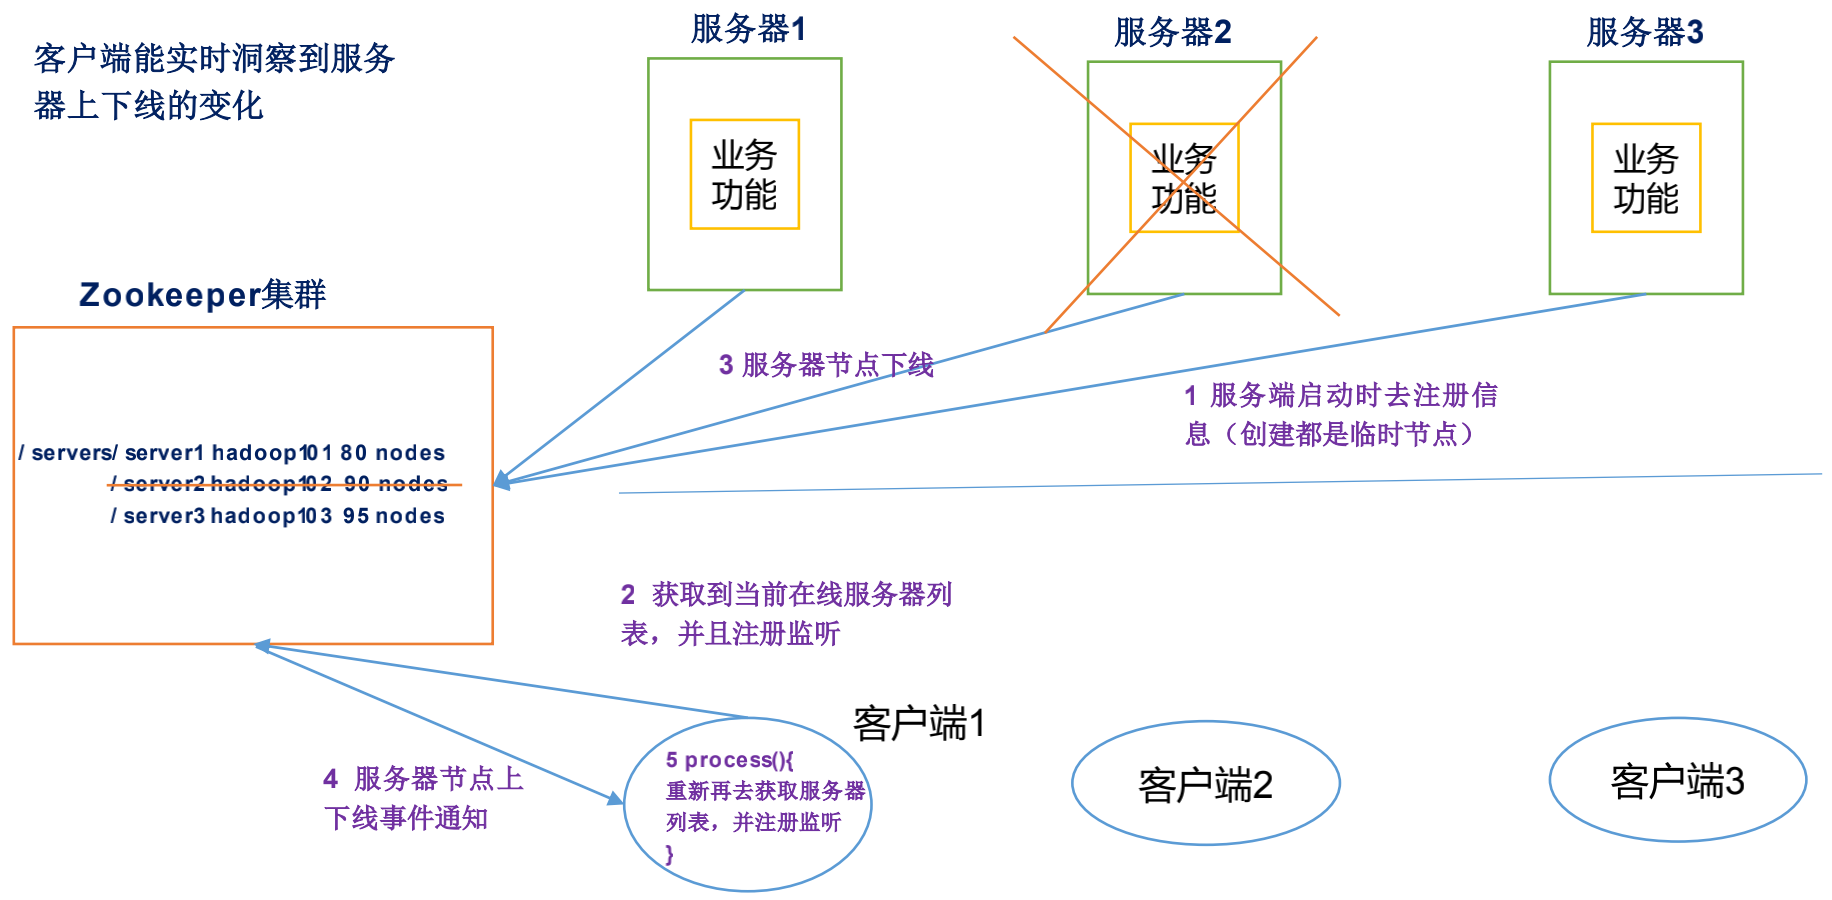 客户端能实时洞察到服务
器上下线的变化
服务器1
服务器2
服务器3
业务
功能
业务
功能
业务
功能
Zookeeper集群
/ servers/ server1 hadoop101 80 nodes
/ server2 hadoop102 90 nodes
/ server3 hadoop103 95 nodes
3 服务器节点下线
1 服务端启动时去注册信
息（创建都是临时节点）
2 获取到当前在线服务器列
表，并且注册监听
4 服务器节点上
下线事件通知
客户端1
5 process(){
重新再去获取服务器
列表，并注册监听
}
客户端2
客户端3